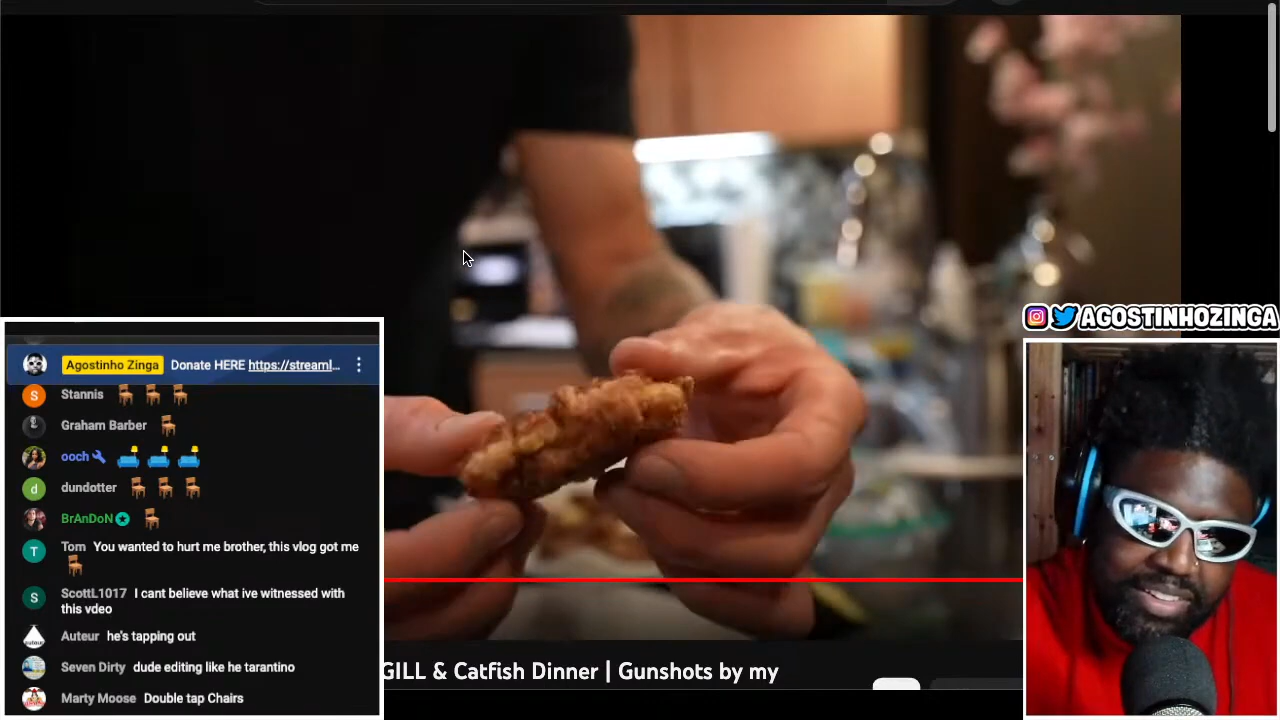 AGOSTINHOZINGA
Agostinho Zinga Donate HERE https://streaml...
S Stannis
Graham Barber
ooch
d dundotter
BrAnDoN
T Tom You wanted to hurt me brother, this vlog got me
S ScottL1017 I cant believe what ive witnessed with
this vdeo
Auteur he's tapping out
Seven Dirty dude editing like he tarantino
Marty Moose Double tap Chairs
GILL & Catfish Dinner | Gunshots by my